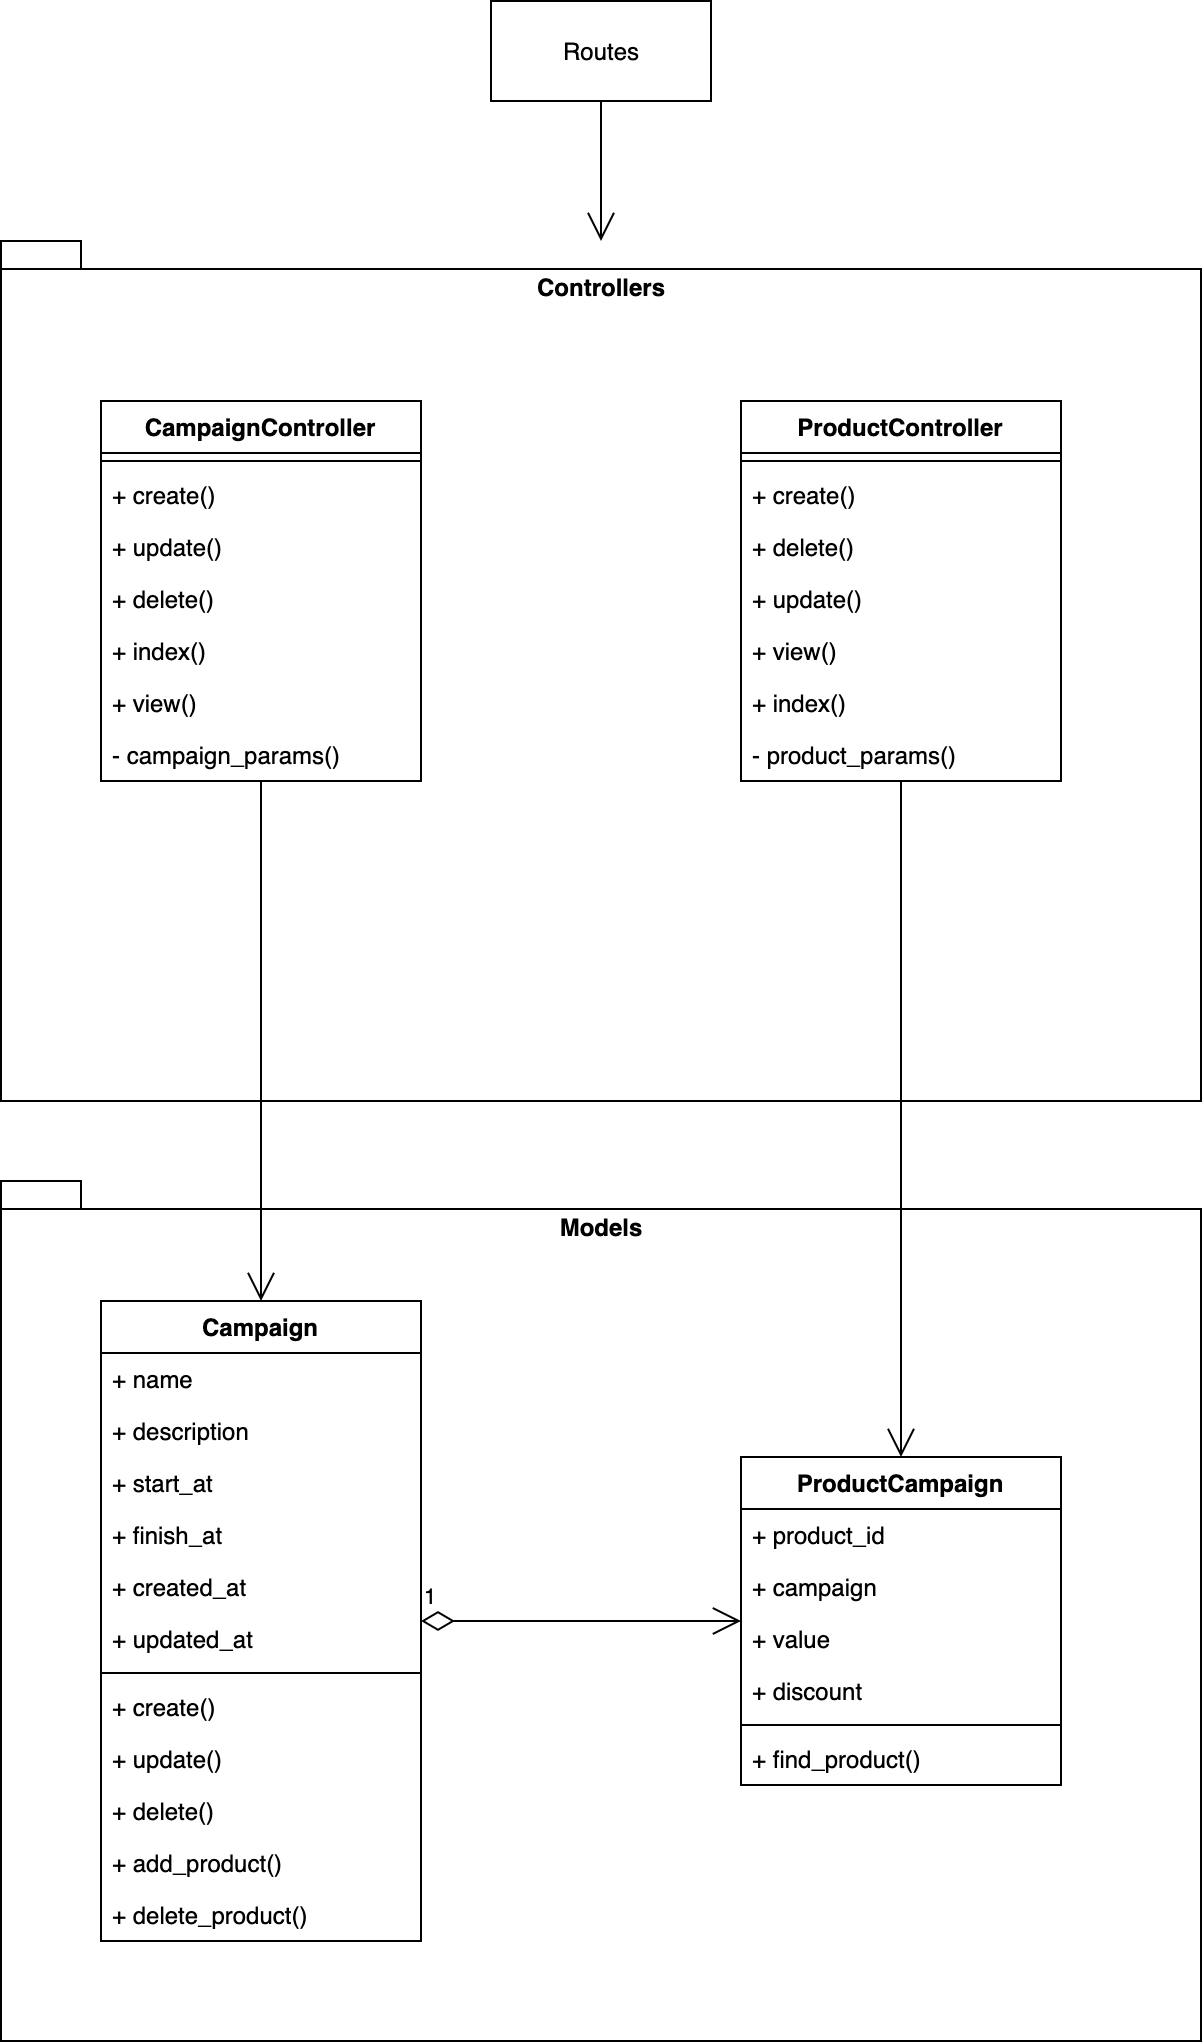 Routes
Controllers
CampaignController
+ create()
+ update()
+ delete()
+ index()
+ view()
- campaign_params()
ProductController
+ create()
+ delete()
+ update()
+ view()
+ index()
- product_params()
Models
Campaign
+ name
+ description
+ start_at
+ finish_at
+ created_at
+ updated_at
+ create()
+ update()
+ delete()
+ add_product()
+ delete_product()
1
ProductCampaign
+ product_id
+ campaign
+ value
+ discount
+ find_product()